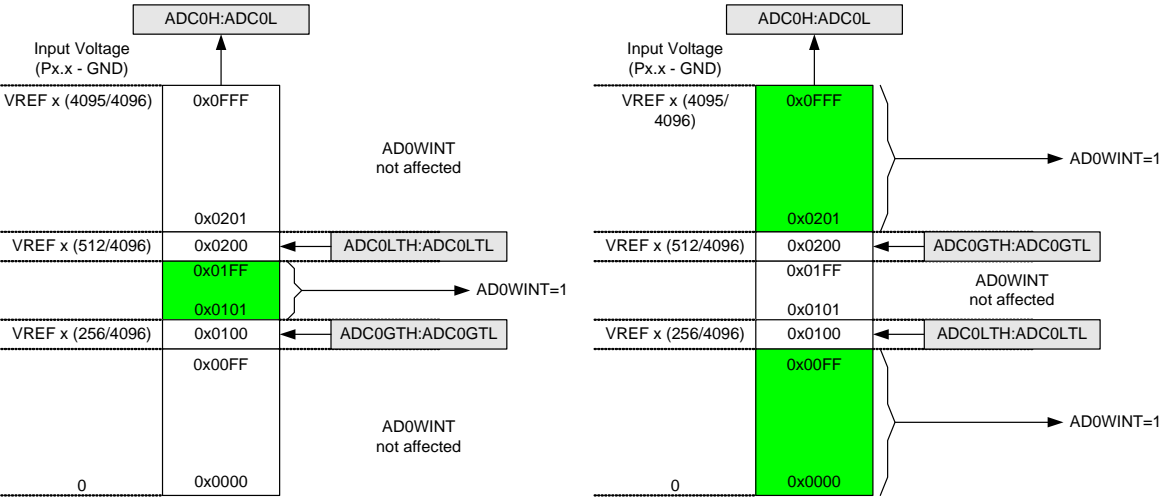 ADC0H:ADC0L
Input Voltage
(Px.x - GND)
VREF x (4095/4096)
0x0FFF
AD0WINT
not affected
0x0201
VREF x (512/4096)
0x0200
ADC0LTH:ADC0LTL
0x01FF
AD0WINT=1
0x0101
VREF x (256/4096)
0x0100
ADC0GTH:ADC0GTL
0x00FF
AD0WINT
not affected
0
0x0000
ADC0H:ADC0L
Input Voltage
(Px.x - GND)
VREF x (4095/
4096)
0x0FFF
AD0WINT=1
0x0201
VREF x (512/4096)
0x0200
ADC0GTH:ADC0GTL
0x01FF
AD0WINT
not affected
0x0101
VREF x (256/4096)
0x0100
ADC0LTH:ADC0LTL
0x00FF
AD0WINT=1
0
0x0000